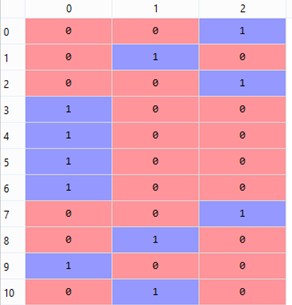 0 1 2
0 0 0 1
1 0 1 0
2 0 0 1
3 1 0 0
4 1 0 0
5 1 0 0
6 1 0 0
7 0 0 1
8 0 1 0
9 1 0 0
10 0 1 0